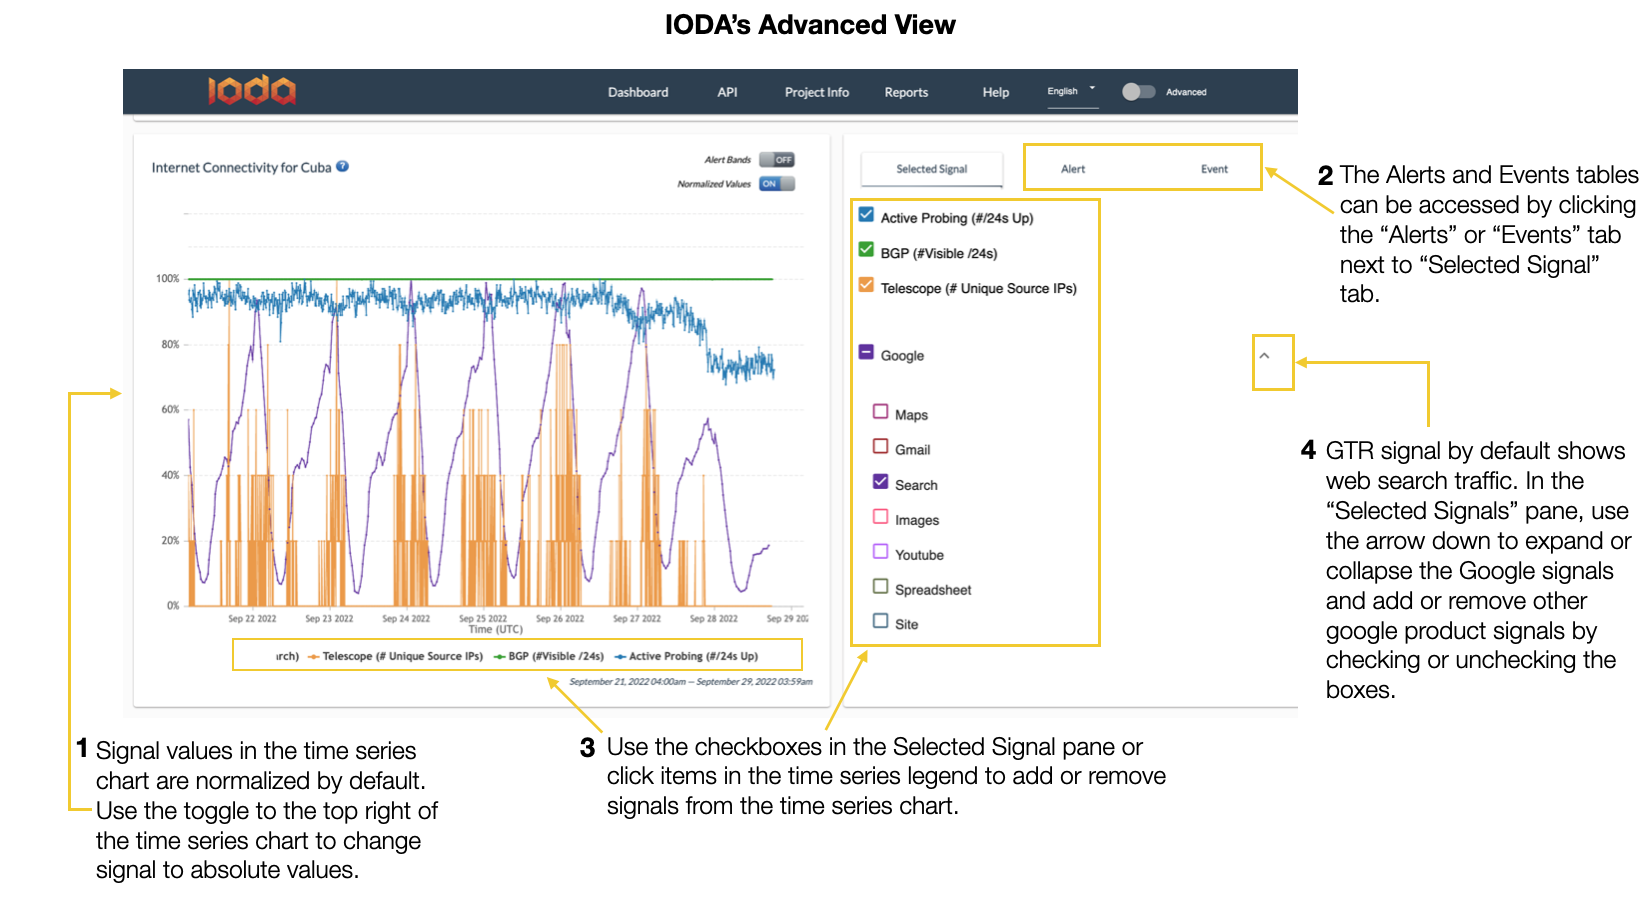 IODA's Advanced View
ioda
Dashboard
API
Project Info
Reports
Help
English
Advanced
Internet Connectivity for Cuba ?
Alert Bands OFF
Normalized Values ON
100%
80%
60%
40%
20%
0%
Sep 22 2022
Sep 23 2022
Sep 24 2022
Sep 25 2022
Sep 26 2022
Sep 27 2022
Sep 28 2022
Sep 29 202
Time (UTC)
rch)
Telescope (# Unique Source IPs)
BGP (#Visible /24s)
Active Probing (#/24s Up)
September 21, 2022 04:00am — September 29, 2022 03:59am
Selected Signal
Alert
Event
Active Probing (#/24s Up)
BGP (#Visible /24s)
Telescope (# Unique Source IPs)
Google
Maps
Gmail
Search
Images
Youtube
Spreadsheet
Site
1 Signal values in the time series
chart are normalized by default.
Use the toggle to the top right of
the time series chart to change
signal to absolute values.
2 The Alerts and Events tables
can be accessed by clicking
the “Alerts” or “Events” tab
next to “Selected Signal”
tab.
3 Use the checkboxes in the Selected Signal pane or
click items in the time series legend to add or remove
signals from the time series chart.
4 GTR signal by default shows
web search traffic. In the
“Selected Signals” pane, use
the arrow down to expand or
collapse the Google signals
and add or remove other
google product signals by
checking or unchecking the
boxes.